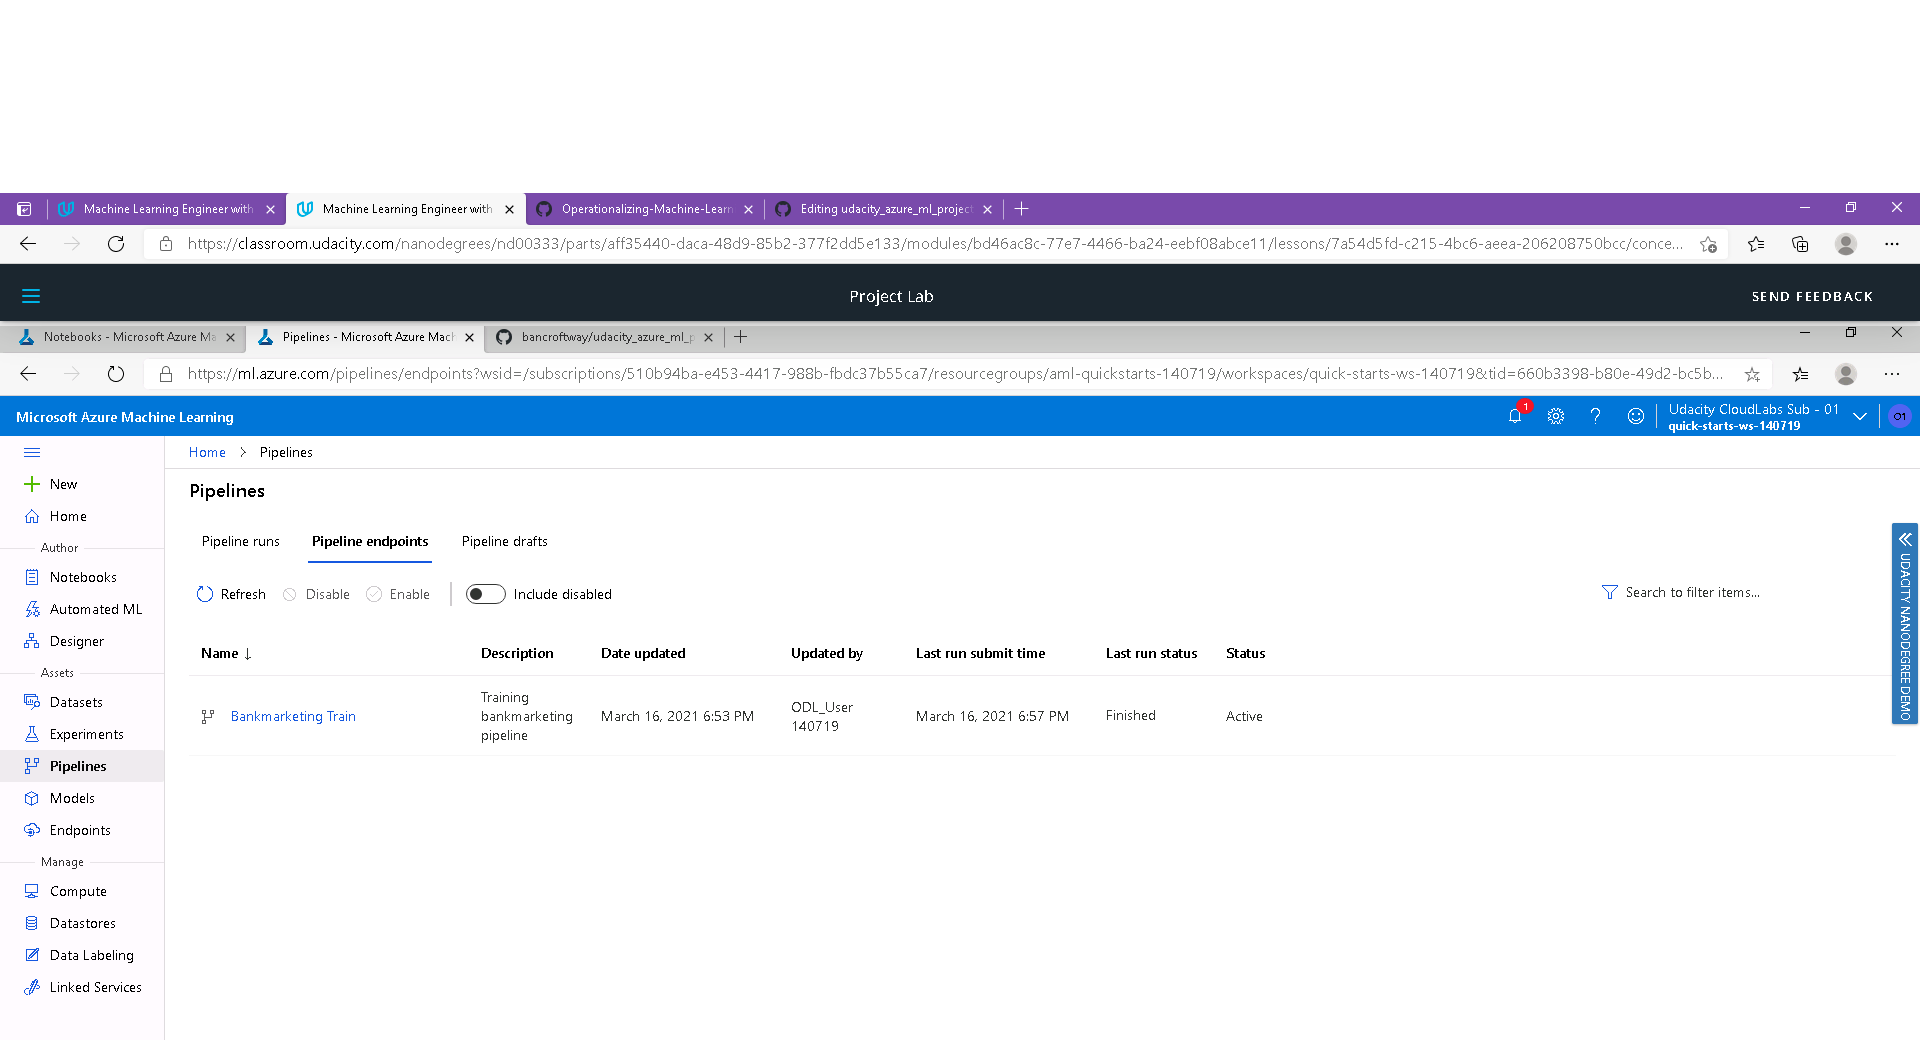 Machine Learning Engineer with
Machine Learning Engineer with
Operationalizing-Machine-Learn
Editing udacity_azure_ml_project
https://classroom.udacity.com/nanodegrees/nd00333/parts/aff35440-daca-48d9-85b2-377f2dd5e133/modules/bd46ac8c-77e7-4466-ba24-eebf08abce11/lessons/7a54d5fd-c215-4bc6-aeea-206208750bcc/conce...
Project Lab
SEND FEEDBACK
Notebooks - Microsoft Azure Ma
Pipelines - Microsoft Azure Mach
bancroftway/udacity_azure_ml_p
https://ml.azure.com/pipelines/endpoints?wsid=/subscriptions/510b94ba-e453-4417-988b-fbdc37b55ca7/resourcegroups/aml-quickstarts-140719/workspaces/quick-starts-ws-140719&tid=660b3398-b80e-49d2-bc5b...
Microsoft Azure Machine Learning
1
?
Udacity CloudLabs Sub - 01
quick-starts-ws-140719
O1
Home > Pipelines
New
Home
Author
Notebooks
Automated ML
Designer
Assets
Datasets
Experiments
Pipelines
Models
Endpoints
Manage
Compute
Datastores
Data Labeling
Linked Services
Pipelines
Pipeline runs
Pipeline endpoints
Pipeline drafts
Refresh
Disable
Enable
Include disabled
Search to filter items...
Name ↓
Description
Date updated
Updated by
Last run submit time
Last run status
Status
Bankmarketing Train
Training
bankmarketing
pipeline
March 16, 2021 6:53 PM
ODL_User
140719
March 16, 2021 6:57 PM
Finished
Active
UDACITY NANODEGREE DEMO